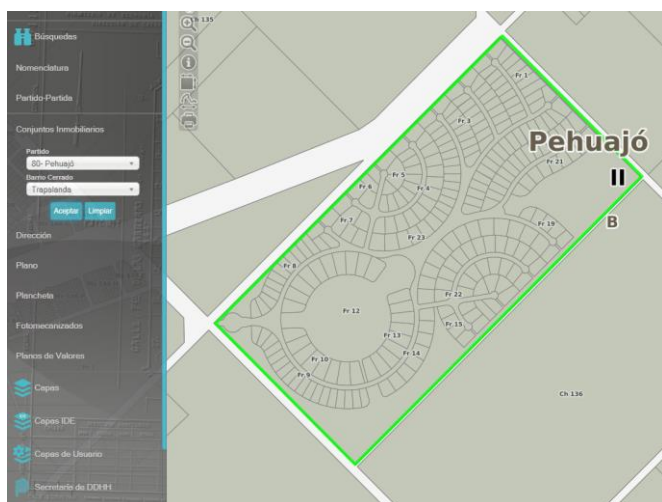 Búsquedas
Nomenclatura
Partido-Partida
Conjuntos Inmobiliarios
Partido
80- Pehuajó
Barrio Cerrado
Trapalanda
Aceptar
Limpiar
Dirección
Plano
Plancheta
Fotomecanizados
Planos de Valores
Capas
Capas IDE
Capas de Usuario
Secretaría de DDHH
Ch 135
Fr 1
Fr 3
Pehuajó
Fr 21
Fr 5
Fr 6
Fr 4
II
Fr 7
B
Fr 19
Fr 23
Fr 8
Fr 22
Fr 12
Fr 15
Fr 13
Fr 14
Fr 10
Fr 9
Ch 136